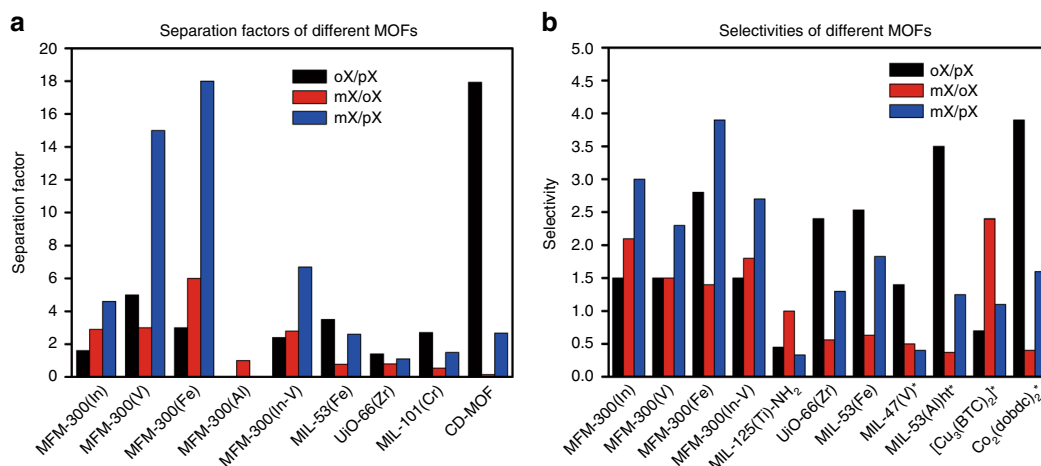 a
Separation factors of different MOFs
20
18
16
14
12
10
8
6
4
2
0
Separation factor
oX/pX
mX/oX
mX/pX
MFM-300(In)
MFM-300(V)
MFM-300(Fe)
MFM-300(Al)
MFM-300(In-V)
MIL-53(Fe)
UiO-66(Zr)
MIL-101(Cr)
CD-MOF
b
Selectivities of different MOFs
5.0
4.5
4.0
3.5
3.0
2.5
2.0
1.5
1.0
0.5
0.0
Selectivity
oX/pX
mX/oX
mX/pX
MFM-300(In)
MFM-300(V)
MFM-300(Fe)
MFM-300(In-V)
MIL-125(Ti)-NH₂
UiO-66(Zr)
MIL-53(Fe)
MIL-47(V)*
MIL-53(Al)ht*
[Cu₃(BTC)₂]*
Co₂(dobdc)₂*